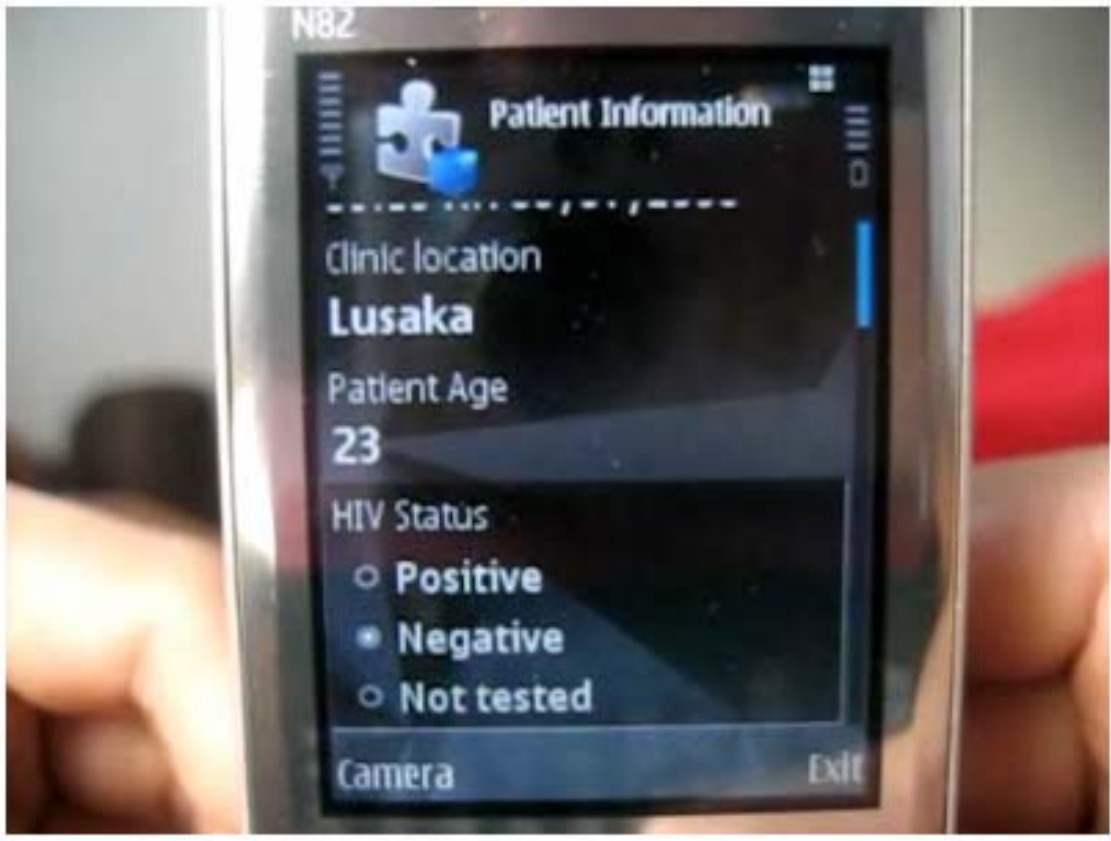 N82
Patient Information
Clinic location
Lusaka
Patient Age
23
HIV Status
Positive
Negative
Not tested
Camera
Exit